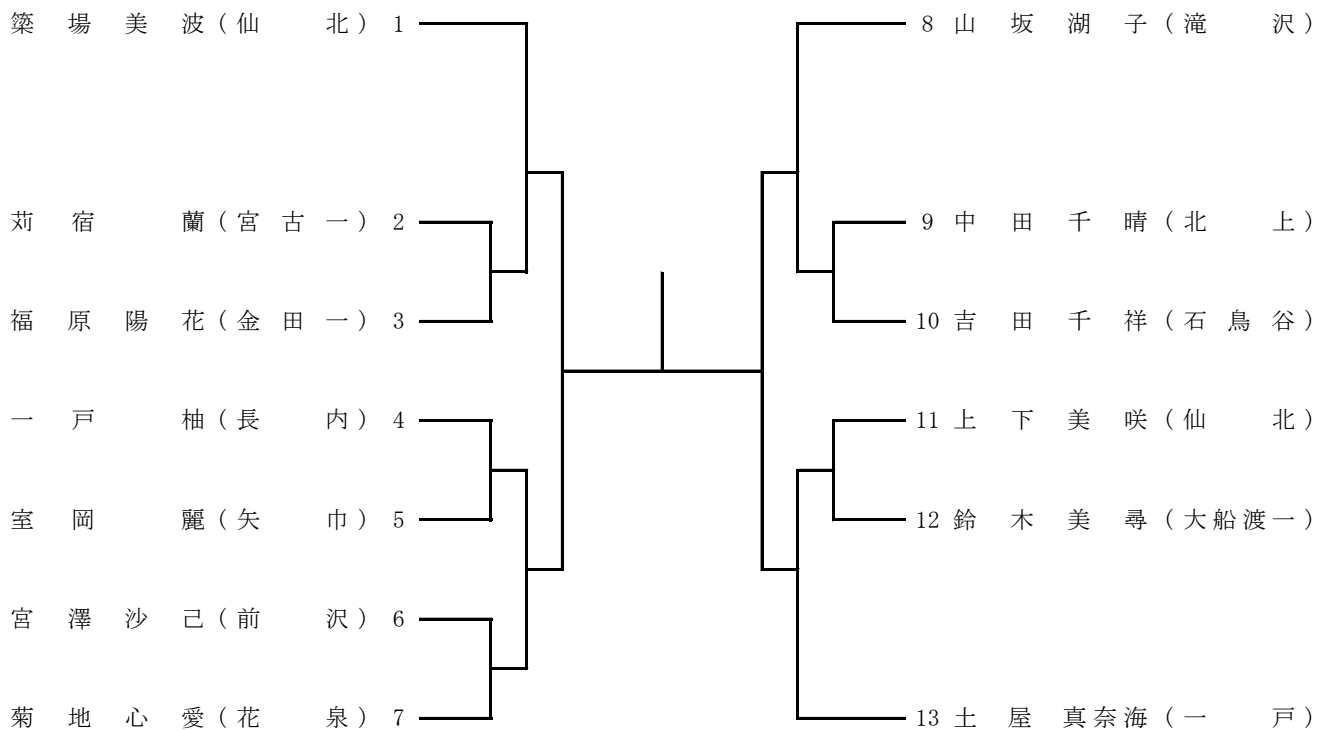 築場美波(仙北) 1
苅宿蘭(宮古一) 2
福原陽花(金田一) 3
一戸柚(長内) 4
室岡麗(矢巾) 5
宮澤沙己(前沢) 6
菊地心愛(花泉) 7
8 山坂湖子(滝沢)
9 中田千晴(北上)
10 吉田千祥(石鳥谷)
11 上下美咲(仙北)
12 鈴木美尋(大船渡一)
13 土屋真奈海(一戸)